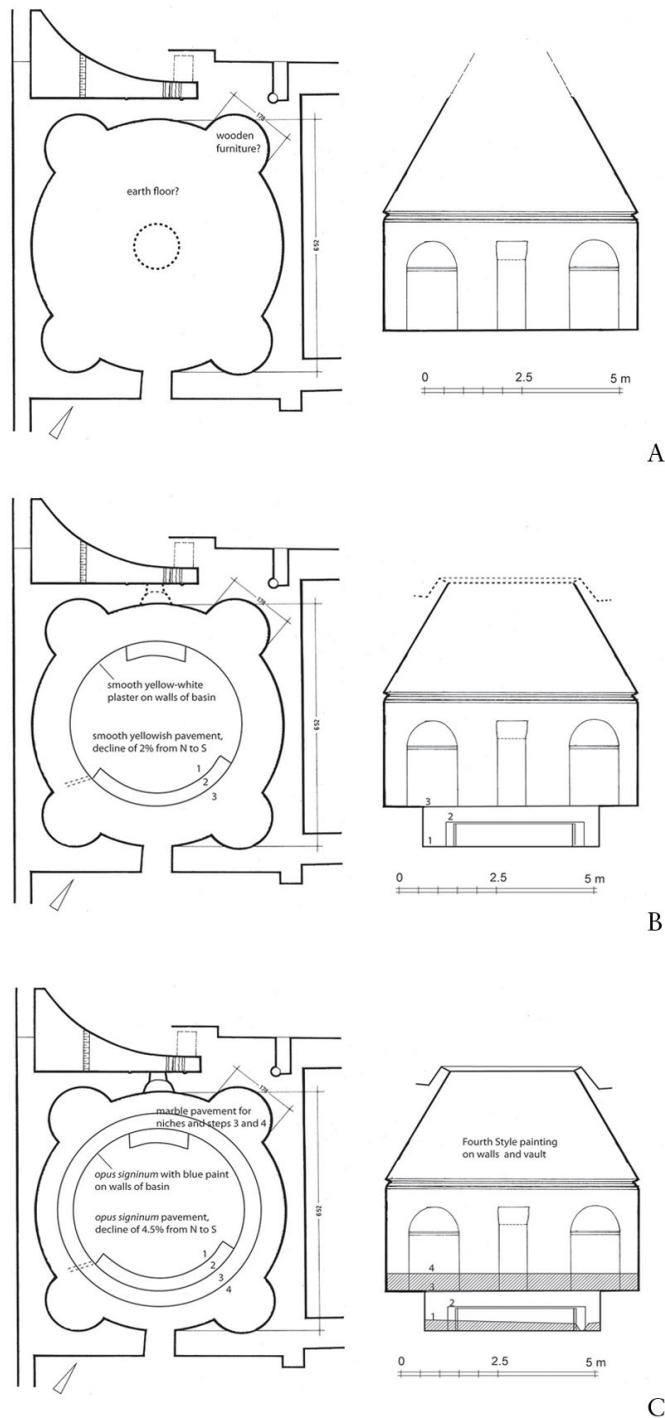 178
wooden
furniture?
earth floor?
652
0 2.5 5 m
A
178
smooth yellow-white
plaster on walls of basin
652
smooth yellowish pavement,
decline of 2% from N to S
1
2
3
3
2
1
0 2.5 5 m
B
178
marble pavement for
niches and steps 3 and 4
Fourth Style painting
on walls and vault
opus signinum with blue paint
on walls of basin
652
opus signinum pavement,
decline of 4.5% from N to S
1
2
3
4
4
3
2
1
0 2.5 5 m
C